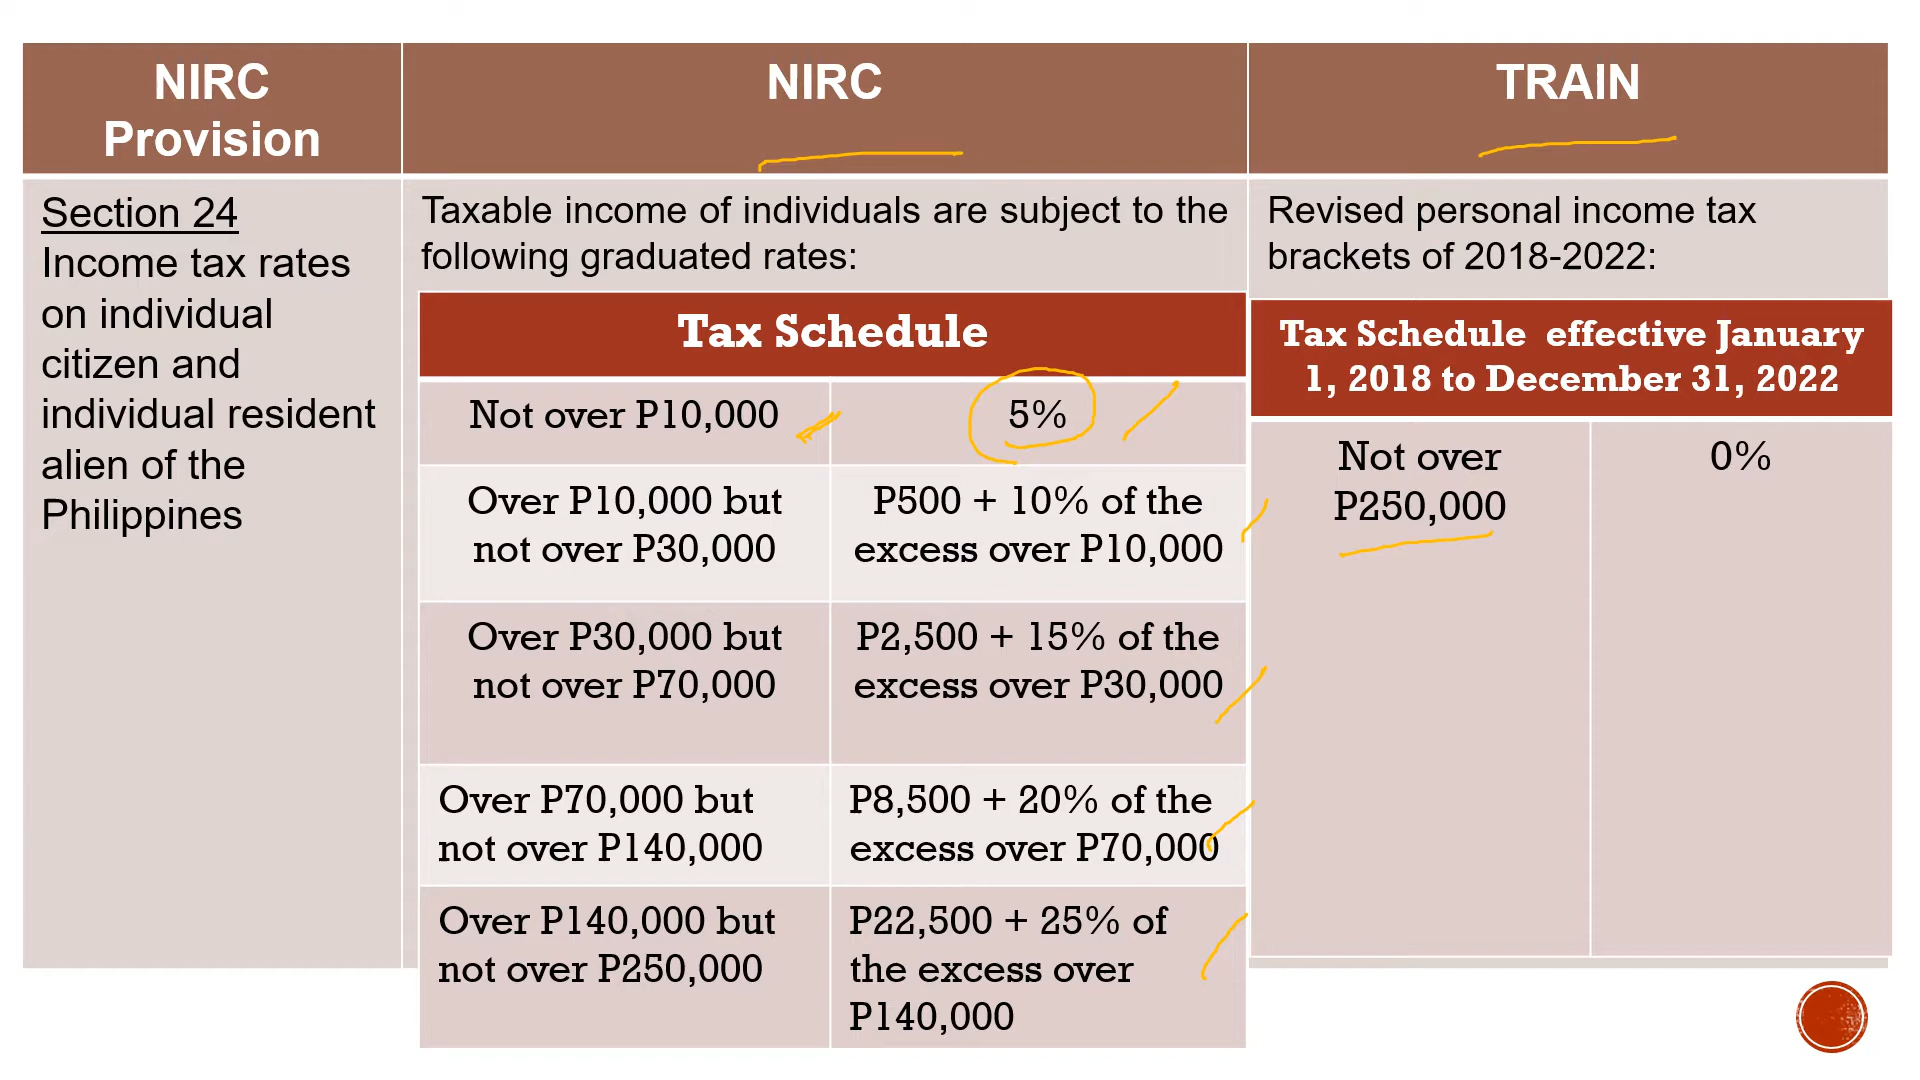 NIRC
Provision
NIRC
TRAIN
Section 24
Income tax rates
on individual
citizen and
individual resident
alien of the
Philippines
Taxable income of individuals are subject to the
following graduated rates:
Tax Schedule
Not over P10,000
5%
Over P10,000 but
not over P30,000
P500 + 10% of the
excess over P10,000
Over P30,000 but
not over P70,000
P2,500 + 15% of the
excess over P30,000
Over P70,000 but
not over P140,000
P8,500 + 20% of the
excess over P70,000
Over P140,000 but
not over P250,000
P22,500 + 25% of
the excess over
P140,000
Revised personal income tax
brackets of 2018-2022:
Tax Schedule effective January
1, 2018 to December 31, 2022
Not over
P250,000
0%